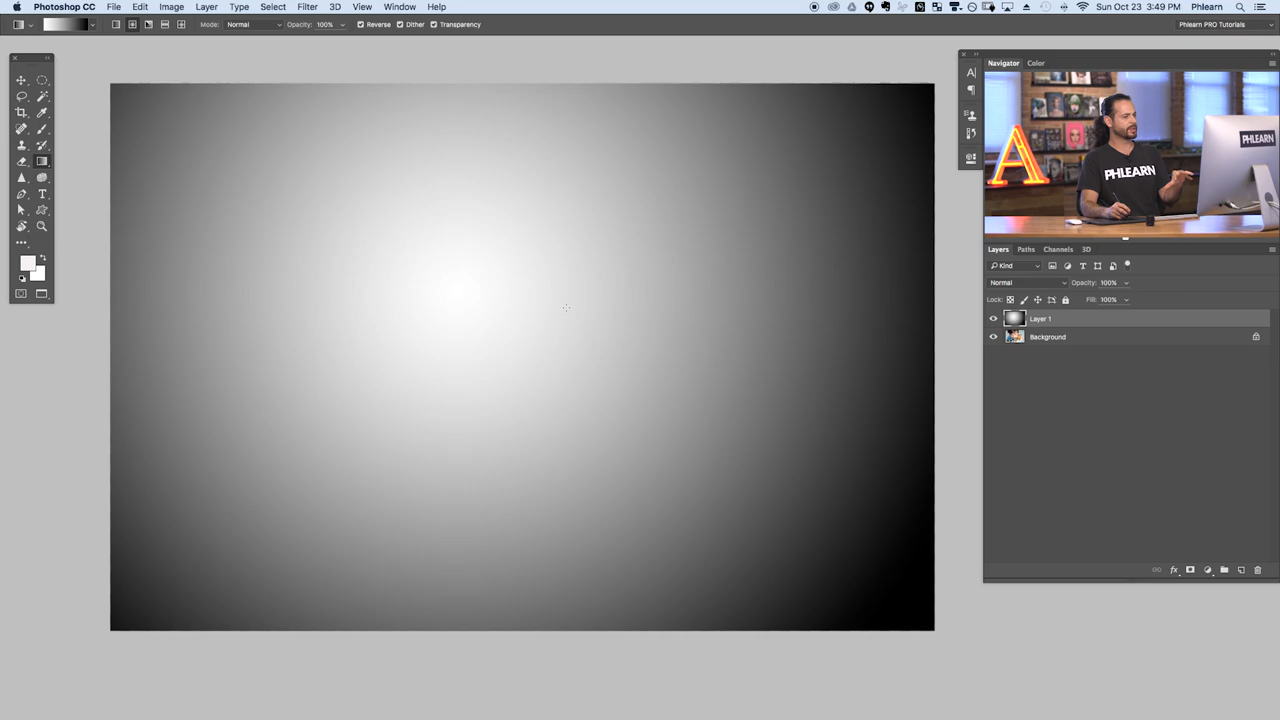 Photoshop CC File Edit Image Layer Type Select Filter 3D View Window Help Sun Oct 23 3:49 PM Phlearn
Mode: Normal Opacity: 100% Reverse Dither Transparency Phlearn PRO Tutorials
Navigator Color
A
PHLEARN
PHLEARN
Layers Paths Channels 3D
Kind
Normal Opacity: 100%
Lock: Fill: 100%
Layer 1
Background
fx